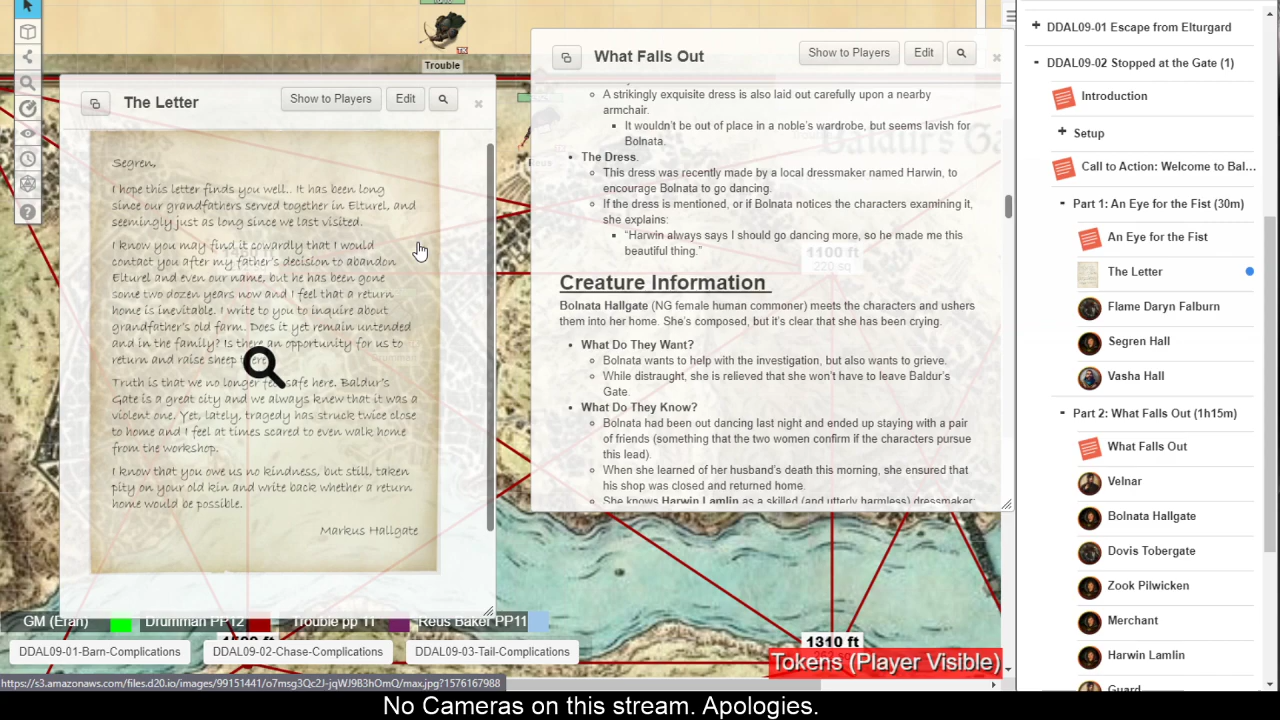 Trouble
The Letter
Show to Players
Edit
Segren,
I hope this letter finds you well.. It has been long
since our grandfathers served together in Elturel, and
seemingly just as long since we last visited.
I know you may find it cowardly that I would
contact you after my father's decision to abandon
Elturel and even our name, but he has been gone
some two dozen years now and I feel that a return
home is inevitable. I write to you to inquire about
grandfather's old farm. Does it yet remain untended
and in the family? Is there an opportunity for us to
return and raise sheep
Truth is that we no longer safe here. Baldur's
Gate is a great city and we always knew that it was a
violent one. Yet, lately, tragedy has struck twice close
to home and I feel at times scared to even walk home
from the workshop.
I know that you owe us no kindness, but still, taken
pity on your old kin and write back whether a return
home would be possible.
Markus Hallgate
What Falls Out
Show to Players
Edit
A strikingly exquisite dress is also laid out carefully upon a nearby
armchair.
It wouldn't be out of place in a noble's wardrobe, but seems lavish for
Bolnata.
The Dress.
This dress was recently made by a local dressmaker named Harwin, to
encourage Bolnata to go dancing.
If the dress is mentioned, or if Bolnata notices the characters examining it,
she explains:
"Harwin always says I should go dancing more, so he made me this
beautiful thing."
1100 ft
220 sq
Creature Information
Bolnata Hallgate (NG female human commoner) meets the characters and ushers
them into her home. She's composed, but it's clear that she has been crying.
What Do They Want?
Bolnata wants to help with the investigation, but also wants to grieve.
While distraught, she is relieved that she won't have to leave Baldur's
Gate.
What Do They Know?
Bolnata had been out dancing last night and ended up staying with a pair
of friends (something that the two women confirm if the characters pursue
this lead).
When she learned of her husband's death this morning, she ensured that
his shop was closed and returned home.
She knows Harwin Lamlin as a skilled (and utterly harmless) dressmaker;
DDAL09-01 Escape from Elturgard
DDAL09-02 Stopped at the Gate (1)
Introduction
Setup
Call to Action: Welcome to Bal...
Part 1: An Eye for the Fist (30m)
An Eye for the Fist
The Letter
Flame Daryn Falburn
Segren Hall
Vasha Hall
Part 2: What Falls Out (1h15m)
What Falls Out
Velnar
Bolnata Hallgate
Dovis Tobergate
Zook Pilwicken
Merchant
Harwin Lamlin
Guard
GM (Eran)
Drumman PP12
Trouble pp 11
Reus Baker PP11
DDAL09-01-Barn-Complications
DDAL09-02-Chase-Complications
DDAL09-03-Tail-Complications
1310 ft
Tokens (Player Visible)
https://s3.amazonaws.com/files.d20.io/images/99151441/o7msg3Qc2J-jqWJ9B3hOmQ/max.jpg?1576167988
No Cameras on this stream. Apologies.